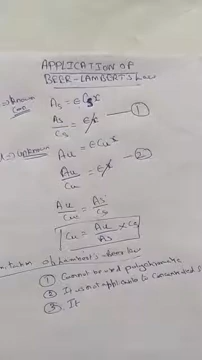 APPLICATION OF
BEER-LAMBERT'S Law
Known
As = ε Cs x
As/Cs = εx — ①
Unknown
Au = ε Cu x
Au/Cu = εx — ②
Au/Cu = As/Cs
Cu = Au/As × Cs
of Lambert's - Beer law
① Cannot be used polychromatic
② It is not applicable to concentrated
③ It